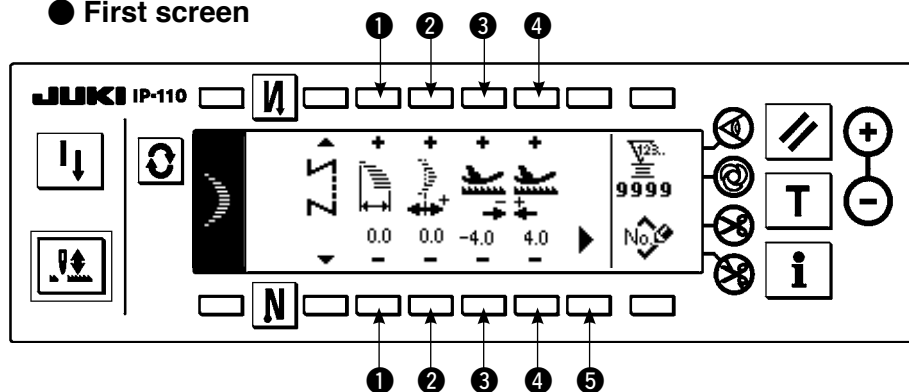 ● First screen
❶ ❷ ❸ ❹
JUKI IP-110
123..
9999
0.0 0.0 -4.0 4.0
No.
T
i
❶ ❷ ❸ ❹ ❺